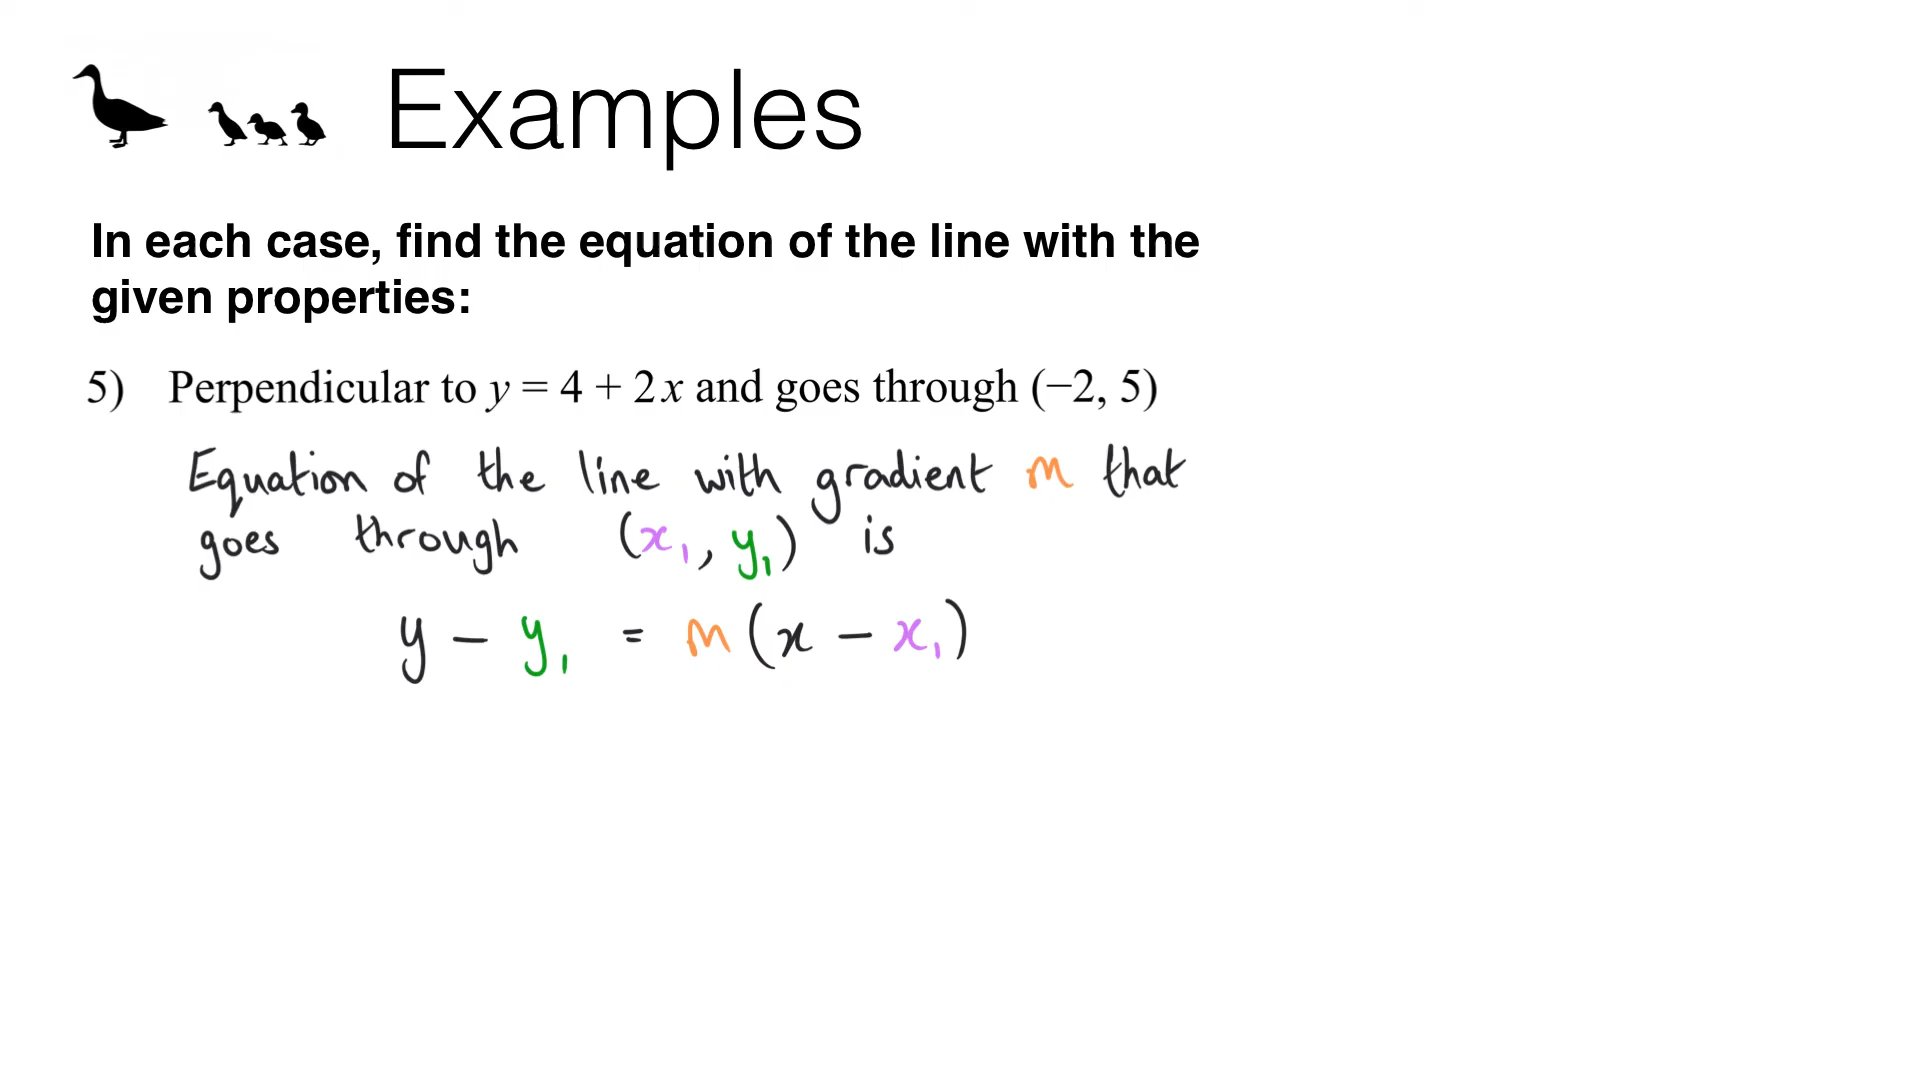 Examples
In each case, find the equation of the line with the
given properties:
5) Perpendicular to y = 4 + 2x and goes through (−2, 5)
Equation of the line with gradient m that
goes through (x₁, y₁) is
y − y₁ = m(x − x₁)